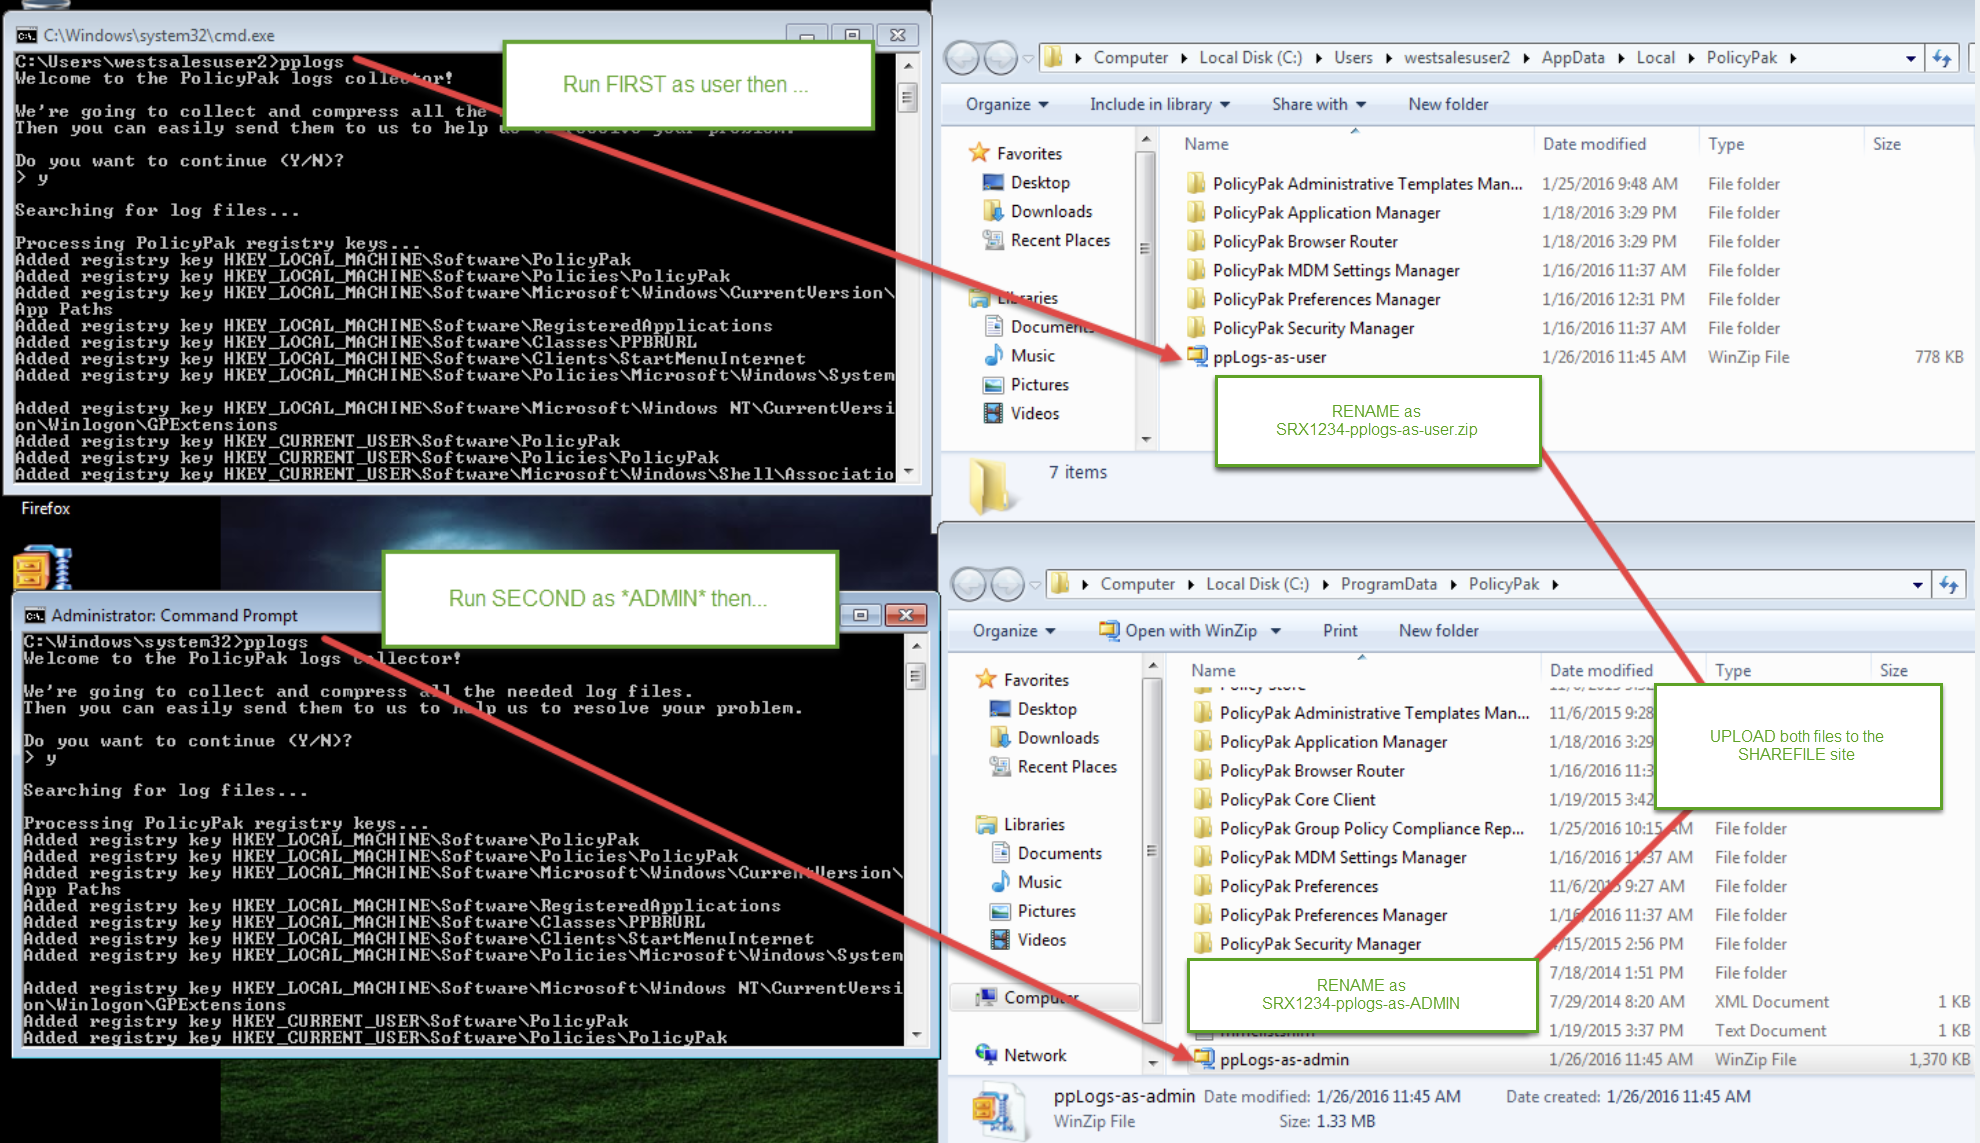 C:\Windows\system32\cmd.exe
C:\Users\westsalesuser2>pplogs
Welcome to the PolicyPak logs collector!
We're going to collect and compress all the
Then you can easily send them to us to help
Do you want to continue (Y/N)?
> y
Searching for log files...
Processing PolicyPak registry keys...
Added registry key HKEY_LOCAL_MACHINE\Software\PolicyPak
Added registry key HKEY_LOCAL_MACHINE\Software\Policies\PolicyPak
Added registry key HKEY_LOCAL_MACHINE\Software\Microsoft\Windows\CurrentVersion\
App Paths
Added registry key HKEY_LOCAL_MACHINE\Software\RegisteredApplications
Added registry key HKEY_LOCAL_MACHINE\Software\Classes\PPBRURL
Added registry key HKEY_LOCAL_MACHINE\Software\Clients\StartMenuInternet
Added registry key HKEY_LOCAL_MACHINE\Software\Policies\Microsoft\Windows\System
Added registry key HKEY_LOCAL_MACHINE\Software\Microsoft\Windows NT\CurrentVersi
on\Winlogon\GPExtensions
Added registry key HKEY_CURRENT_USER\Software\PolicyPak
Added registry key HKEY_CURRENT_USER\Software\Policies\PolicyPak
Added registry key HKEY_CURRENT_USER\Software\Microsoft\Windows\Shell\Associatio
Run FIRST as user then ...
Computer Local Disk (C:) Users westsalesuser2 AppData Local PolicyPak
Organize Include in library Share with New folder
Favorites
Desktop
Downloads
Recent Places
Libraries
Documents
Music
Pictures
Videos
Name Date modified Type Size
PolicyPak Administrative Templates Man... 1/25/2016 9:48 AM File folder
PolicyPak Application Manager 1/18/2016 3:29 PM File folder
PolicyPak Browser Router 1/18/2016 3:29 PM File folder
PolicyPak MDM Settings Manager 1/16/2016 11:37 AM File folder
PolicyPak Preferences Manager 1/16/2016 12:31 PM File folder
PolicyPak Security Manager 1/16/2016 11:37 AM File folder
ppLogs-as-user 1/26/2016 11:45 AM WinZip File 778 KB
RENAME as
SRX1234-pplogs-as-user.zip
7 items
Firefox
Administrator: Command Prompt
C:\Windows\system32>pplogs
Welcome to the PolicyPak logs collector!
We're going to collect and compress all the needed log files.
Then you can easily send them to us to help us to resolve your problem.
Do you want to continue (Y/N)?
> y
Searching for log files...
Processing PolicyPak registry keys...
Added registry key HKEY_LOCAL_MACHINE\Software\PolicyPak
Added registry key HKEY_LOCAL_MACHINE\Software\Policies\PolicyPak
Added registry key HKEY_LOCAL_MACHINE\Software\Microsoft\Windows\CurrentVersion\
App Paths
Added registry key HKEY_LOCAL_MACHINE\Software\RegisteredApplications
Added registry key HKEY_LOCAL_MACHINE\Software\Classes\PPBRURL
Added registry key HKEY_LOCAL_MACHINE\Software\Clients\StartMenuInternet
Added registry key HKEY_LOCAL_MACHINE\Software\Policies\Microsoft\Windows\System
Added registry key HKEY_LOCAL_MACHINE\Software\Microsoft\Windows NT\CurrentVersi
on\Winlogon\GPExtensions
Added registry key HKEY_CURRENT_USER\Software\PolicyPak
Added registry key HKEY_CURRENT_USER\Software\Policies\PolicyPak
Run SECOND as *ADMIN* then...
Computer Local Disk (C:) ProgramData PolicyPak
Organize Open with WinZip Print New folder
Favorites
Desktop
Downloads
Recent Places
Libraries
Documents
Music
Pictures
Videos
Computer
Network
Name Date modified Type Size
PolicyPak Administrative Templates Man... 11/6/2015 9:28
PolicyPak Application Manager 1/18/2016 3:29
PolicyPak Browser Router 1/16/2016 11:3
PolicyPak Core Client 1/19/2015 3:42
PolicyPak Group Policy Compliance Rep... 1/25/2016 10:15 AM File folder
PolicyPak MDM Settings Manager 1/16/2016 11:37 AM File folder
PolicyPak Preferences 11/6/2015 9:27 AM File folder
PolicyPak Preferences Manager 1/16/2016 11:37 AM File folder
PolicyPak Security Manager /15/2015 2:56 PM File folder
7/18/2014 1:51 PM File folder
7/29/2014 8:20 AM XML Document 1 KB
1/19/2015 3:37 PM Text Document 1 KB
ppLogs-as-admin 1/26/2016 11:45 AM WinZip File 1,370 KB
UPLOAD both files to the
SHAREFILE site
RENAME as
SRX1234-pplogs-as-ADMIN
ppLogs-as-admin Date modified: 1/26/2016 11:45 AM Date created: 1/26/2016 11:45 AM
WinZip File Size: 1.33 MB